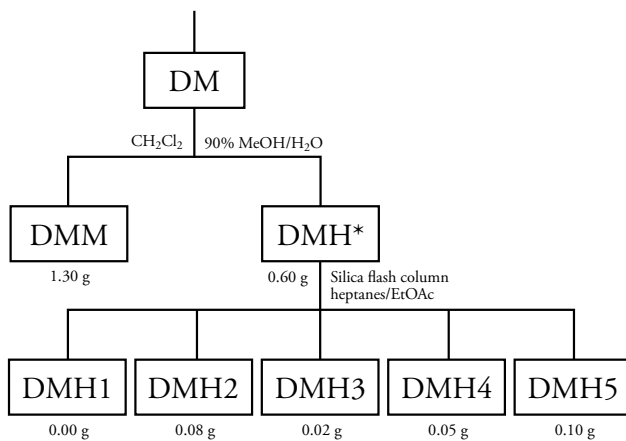 DM
CH₂Cl₂
90% MeOH/H₂O
DMM
DMH*
1.30 g
0.60 g
Silica flash column
heptanes/EtOAc
DMH1
DMH2
DMH3
DMH4
DMH5
0.00 g
0.08 g
0.02 g
0.05 g
0.10 g